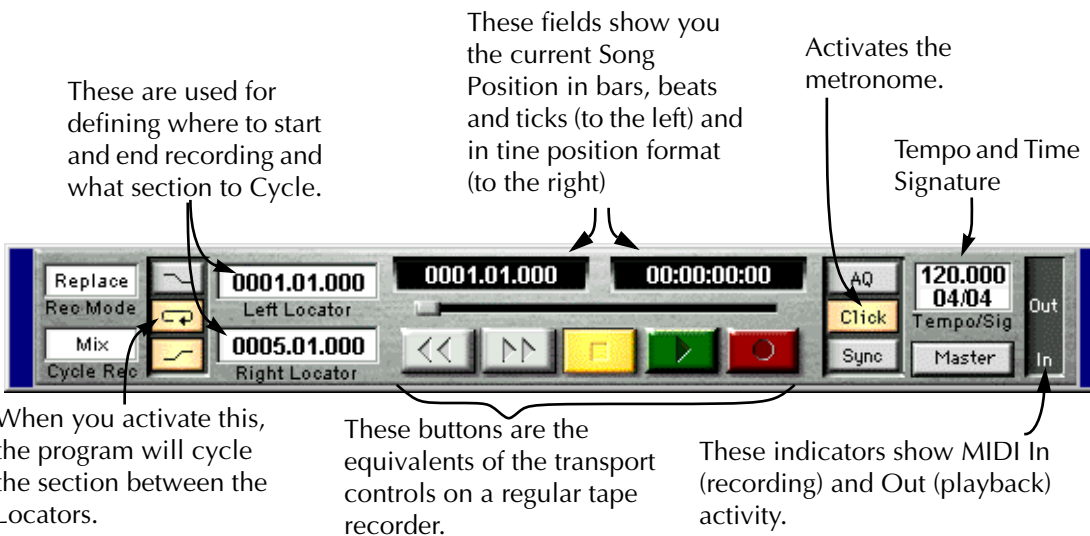 These fields show you
the current Song
Position in bars, beats
and ticks (to the left) and
in tine position format
(to the right)
Activates the
metronome.
These are used for
defining where to start
and end recording and
what section to Cycle.
Tempo and Time
Signature
Replace
Rec Mode
Mix
Cycle Rec
0001.01.000
Left Locator
0005.01.000
Right Locator
0001.01.000
00:00:00:00
AQ
Click
Sync
120.000
04/04
Tempo/Sig
Master
Out
In
When you activate this,
the program will cycle
the section between the
Locators.
These buttons are the
equivalents of the transport
controls on a regular tape
recorder.
These indicators show MIDI In
(recording) and Out (playback)
activity.